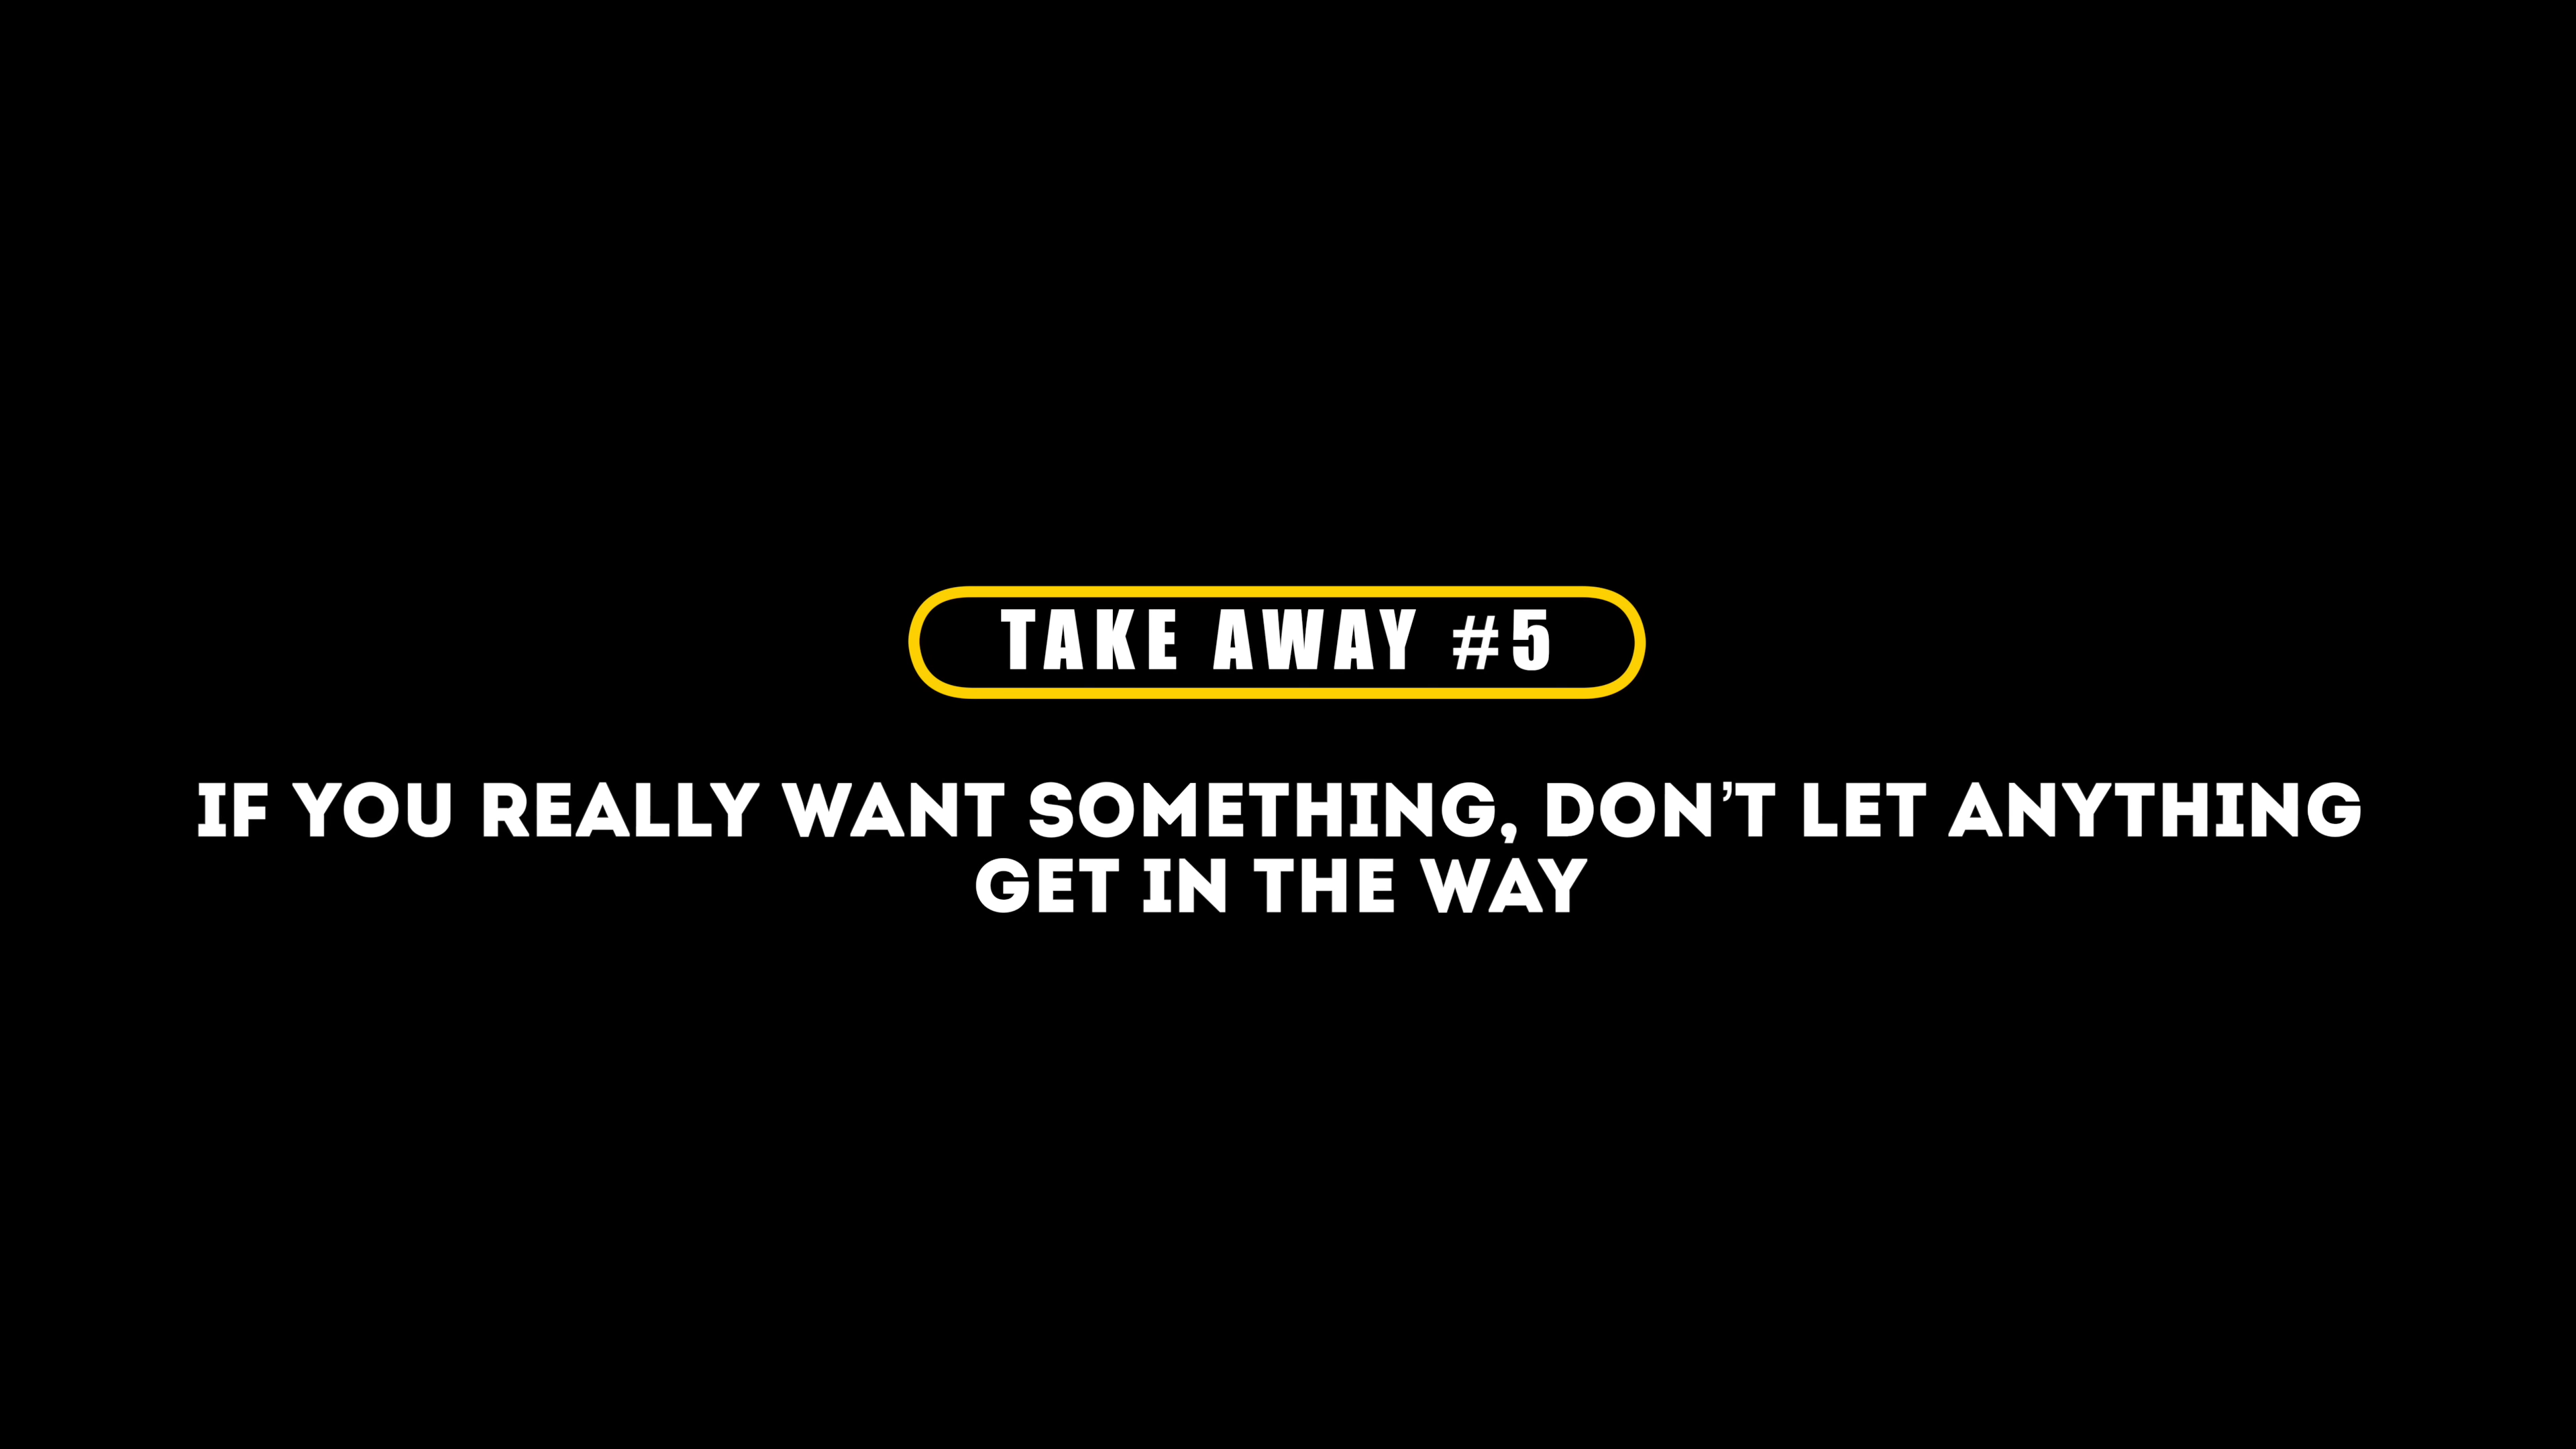 TAKE AWAY #5
IF YOU REALLY WANT SOMETHING, DON’T LET ANYTHING
GET IN THE WAY